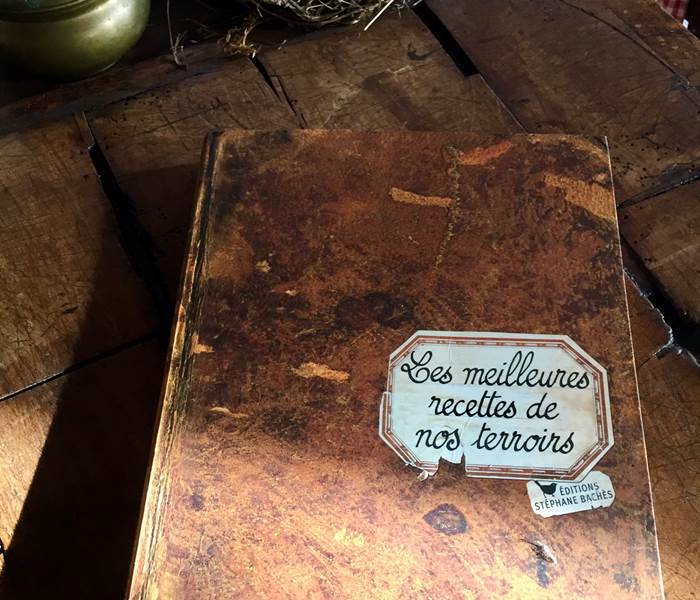 Les meilleures
recettes de
nos terroirs
ÉDITIONS
STÉPHANE BACHÈS